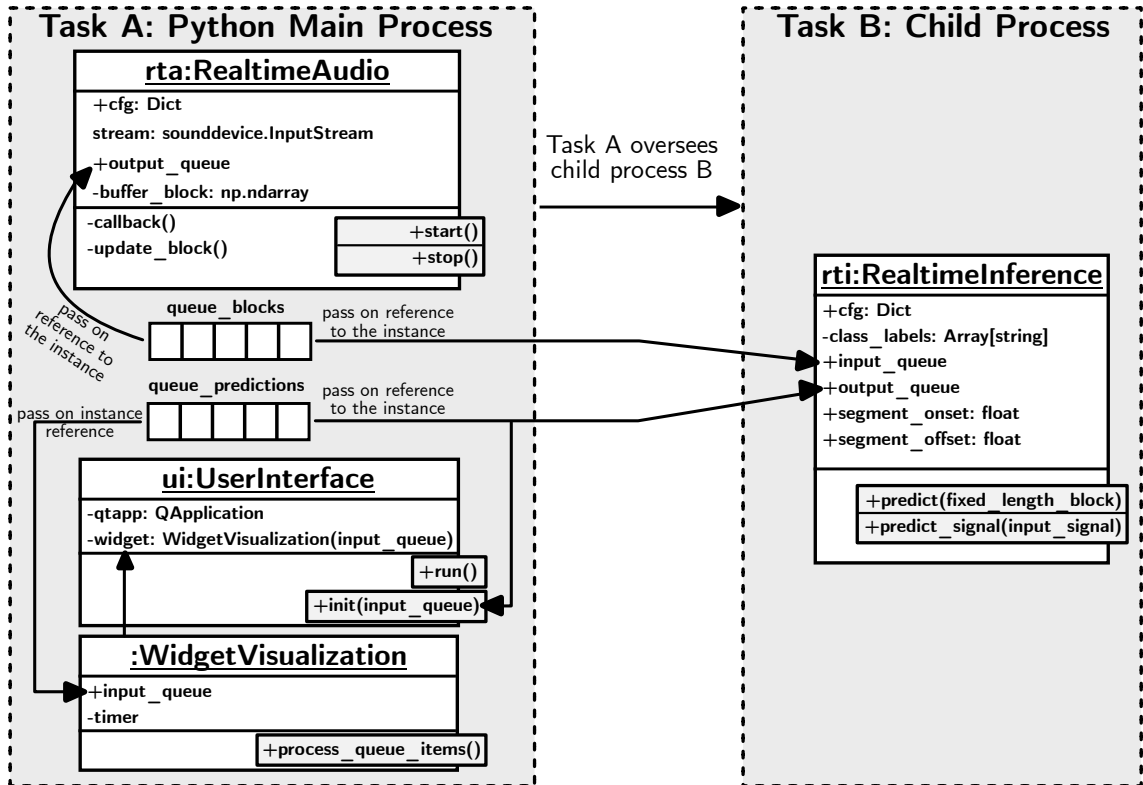 Task A: Python Main Process
rta:RealtimeAudio
+cfg: Dict
stream: sounddevice.InputStream
+output_queue
-buffer_block: np.ndarray
-callback()
-update_block()
+start()
+stop()
queue_blocks
pass on
reference to
the instance
pass on reference
to the instance
queue_predictions
pass on instance
reference
pass on reference
to the instance
ui:UserInterface
-qtapp: QApplication
-widget: WidgetVisualization(input_queue)
+run()
+init(input_queue)
:WidgetVisualization
+input_queue
-timer
+process_queue_items()
Task A oversees
child process B
Task B: Child Process
rti:RealtimeInference
+cfg: Dict
-class_labels: Array[string]
+input_queue
+output_queue
+segment_onset: float
+segment_offset: float
+predict(fixed_length_block)
+predict_signal(input_signal)